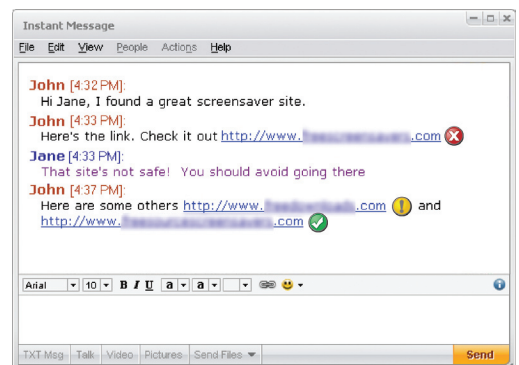 Instant Message
File Edit View People Actions Help
John [4:32 PM]:
Hi Jane, I found a great screensaver site.
John [4:33 PM]:
Here's the link. Check it out http://www. .com
Jane [4:33 PM]:
That site's not safe! You should avoid going there
John [4:37 PM]:
Here are some others http://www. .com ! and
http://www. .com
Arial 10 B I U a a
TXT Msg Talk Video Pictures Send Files Send